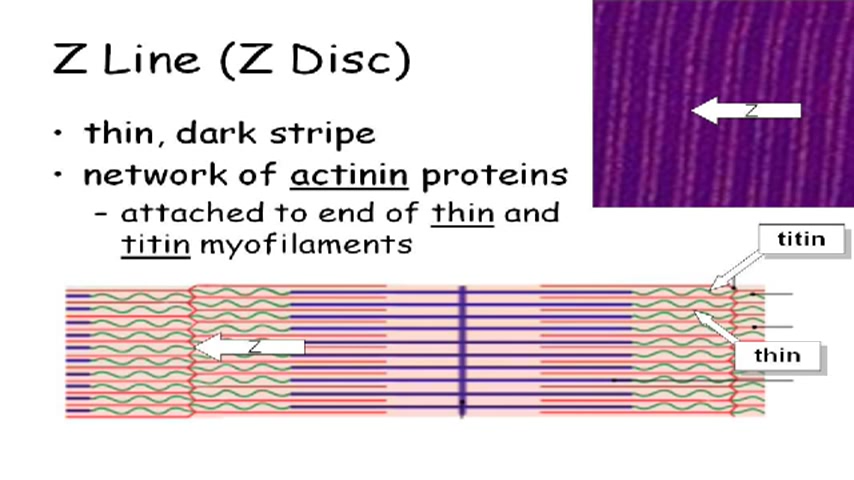 Z Line (Z Disc)
• thin, dark stripe
• network of actinin proteins
– attached to end of thin and
titin myofilaments
Z
titin
Z
thin